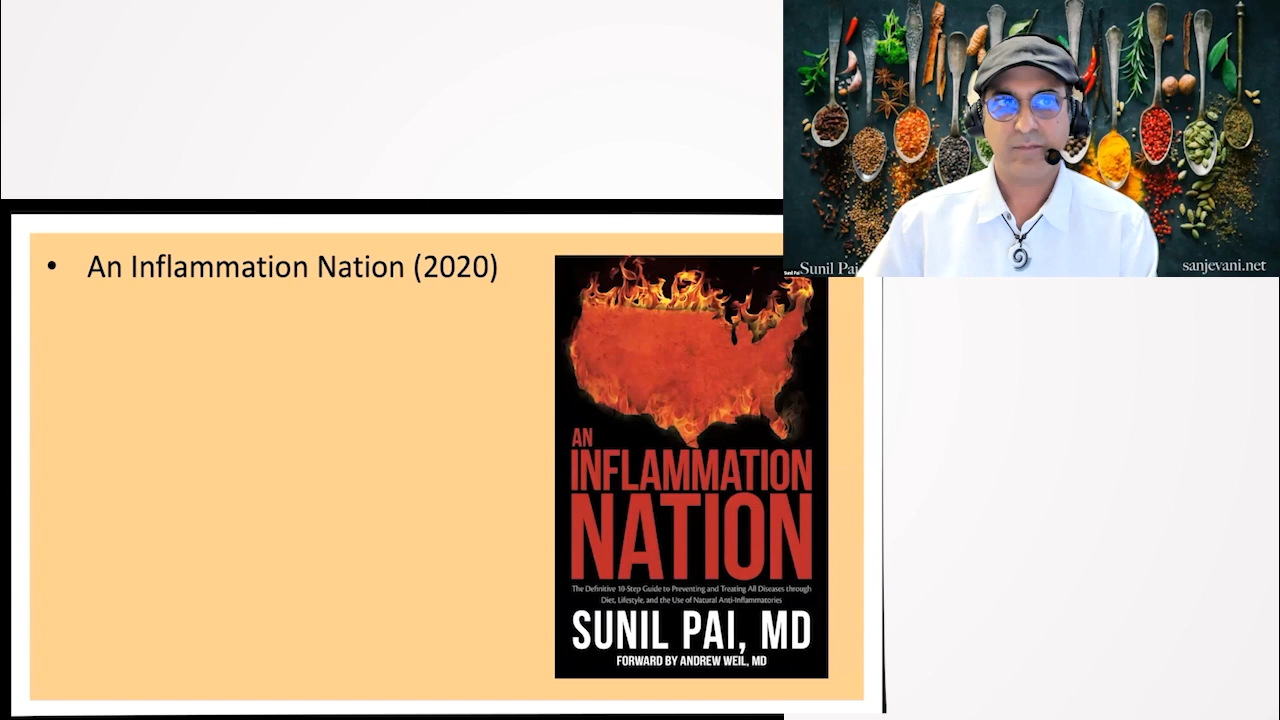 • An Inflammation Nation (2020)
AN
INFLAMMATION
NATION
The Definitive 10-Step Guide to Preventing and Treating All Diseases through
Diet, Lifestyle, and the Use of Natural Anti-Inflammatories
SUNIL PAI, MD
FORWARD BY ANDREW WEIL, MD
Sunil Pai
Sunil Pai
sanjevani.net